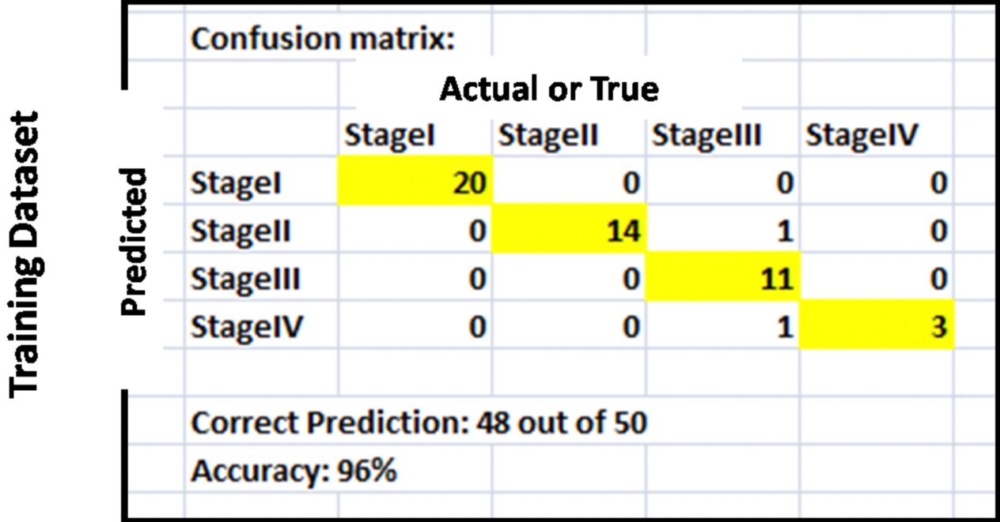 Training Dataset
Predicted
Confusion matrix:
Actual or True
StageI StageII StageIII StageIV
StageI 20 0 0 0
StageII 0 14 1 0
StageIII 0 0 11 0
StageIV 0 0 1 3
Correct Prediction: 48 out of 50
Accuracy: 96%